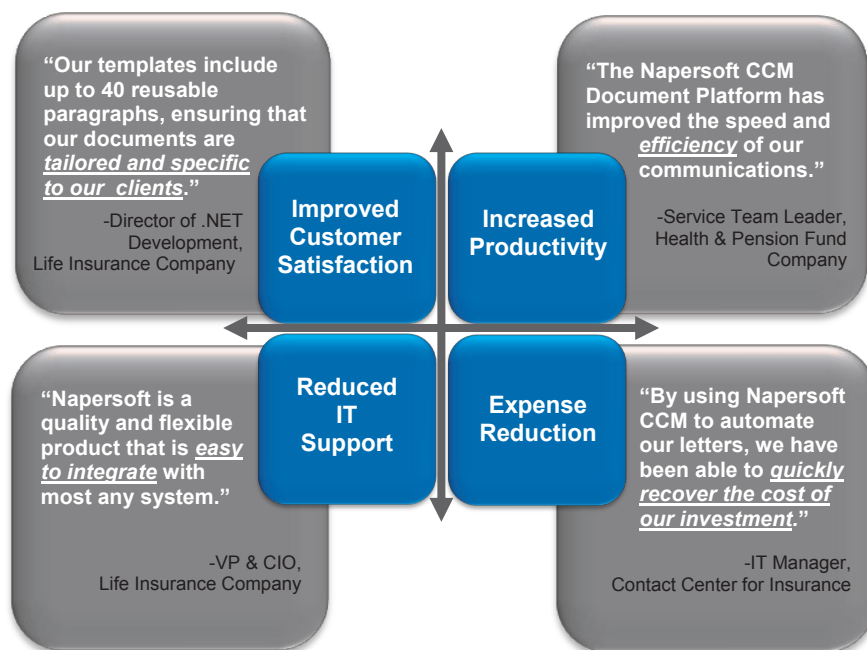 “Our templates include
up to 40 reusable
paragraphs, ensuring that
our documents are
tailored and specific
to our clients.”
-Director of .NET
Development,
Life Insurance Company
Improved
Customer
Satisfaction
Increased
Productivity
“The Napersoft CCM
Document Platform has
improved the speed and
efficiency of our
communications.”
-Service Team Leader,
Health & Pension Fund
Company
“Napersoft is a
quality and flexible
product that is easy
to integrate with
most any system.”
-VP & CIO,
Life Insurance Company
Reduced
IT
Support
Expense
Reduction
“By using Napersoft
CCM to automate
our letters, we have
been able to quickly
recover the cost of
our investment.”
-IT Manager,
Contact Center for Insurance